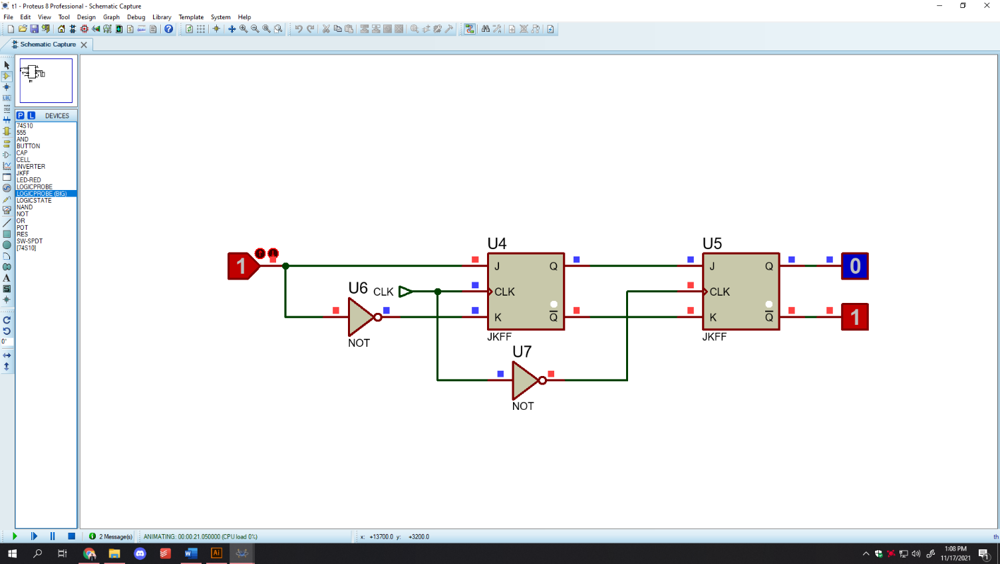 t1 - Proteus 8 Professional - Schematic Capture
File Edit View Tool Design Graph Debug Library Template System Help
Schematic Capture
P L DEVICES
74S10
555
AND
BUTTON
CAP
CELL
INVERTER
JKFF
LED-RED
LOGICPROBE
LOGICPROBE (BIG)
LOGICSTATE
NAND
NOT
OR
POT
RES
SW-SPDT
[74S10]
0°
U4
U5
1
J Q
J Q
0
U6 CLK
CLK
CLK
K Q
K Q
1
NOT
JKFF
JKFF
U7
NOT
2 Message(s)
ANIMATING: 00:00:21.050000 (CPU load 0%)
x: +13700.0 y: +3200.0
th
W
Ai
1:08 PM
11/17/2021
1